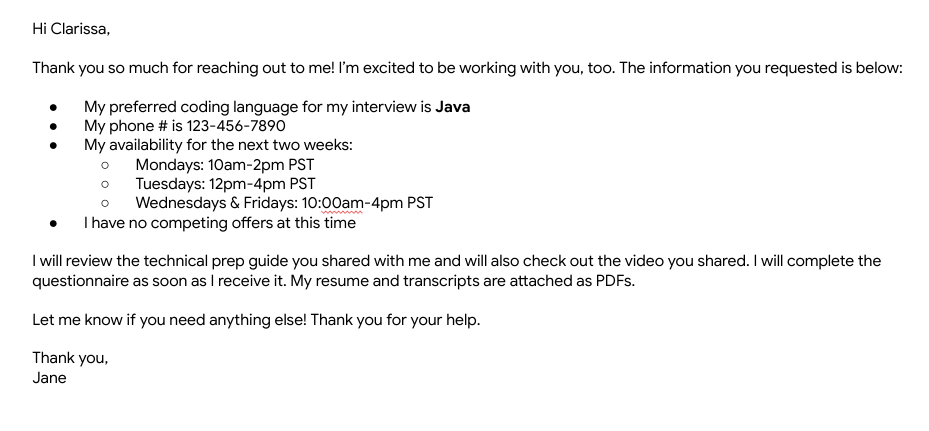 Hi Clarissa,
Thank you so much for reaching out to me! I'm excited to be working with you, too. The information you requested is below:
● My preferred coding language for my interview is Java
● My phone # is 123-456-7890
● My availability for the next two weeks:
○ Mondays: 10am-2pm PST
○ Tuesdays: 12pm-4pm PST
○ Wednesdays & Fridays: 10:00am-4pm PST
● I have no competing offers at this time
I will review the technical prep guide you shared with me and will also check out the video you shared. I will complete the
questionnaire as soon as I receive it. My resume and transcripts are attached as PDFs.
Let me know if you need anything else! Thank you for your help.
Thank you,
Jane